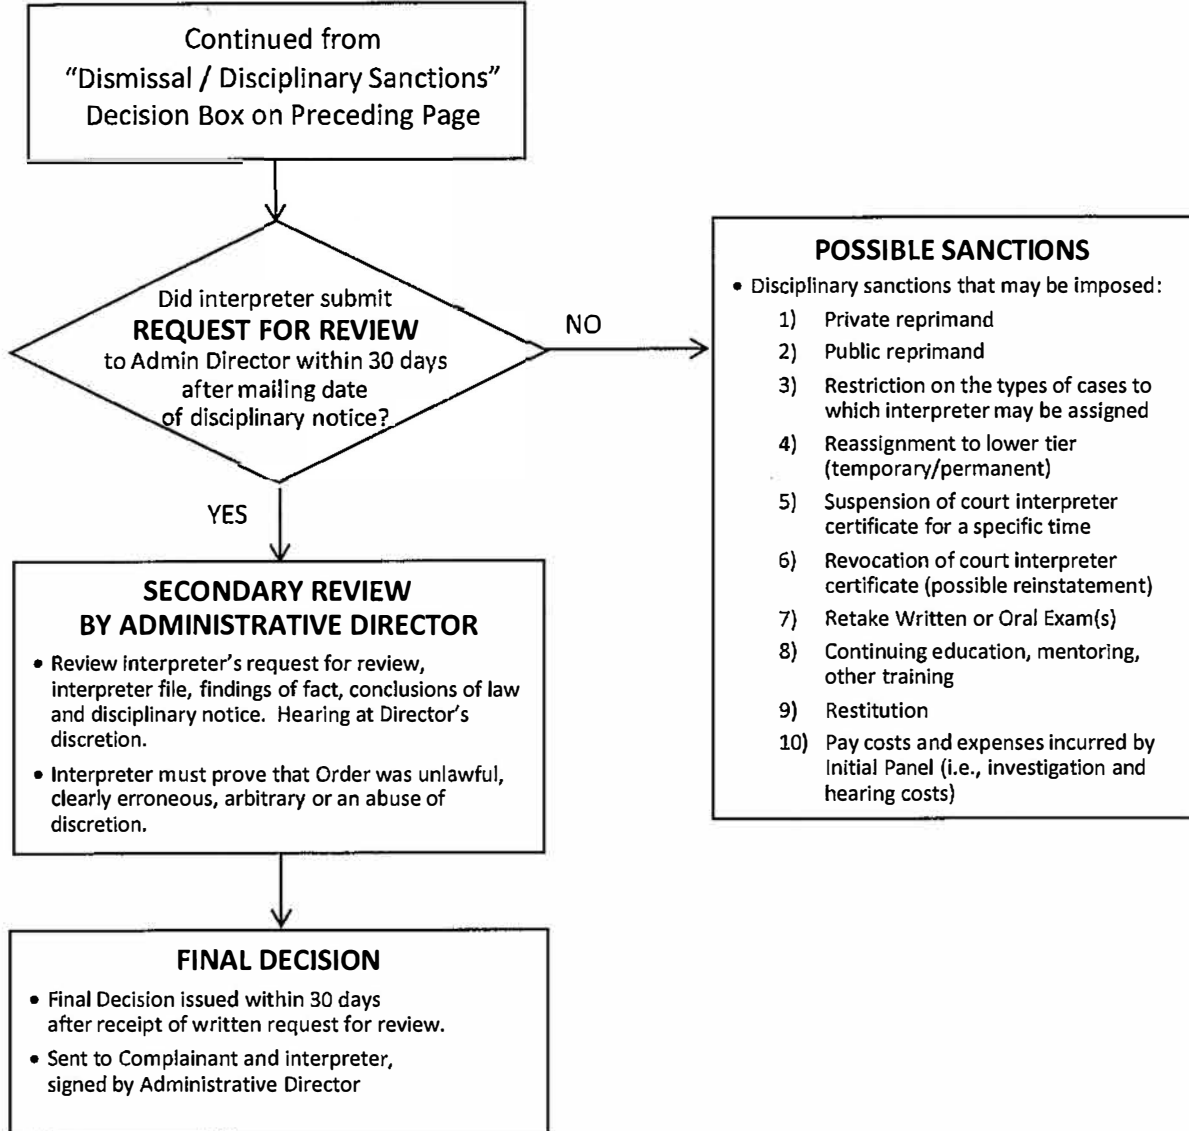 Continued from
“Dismissal / Disciplinary Sanctions”
Decision Box on Preceding Page
Did interpreter submit
REQUEST FOR REVIEW
to Admin Director within 30 days
after mailing date
of disciplinary notice?
NO
YES
POSSIBLE SANCTIONS
• Disciplinary sanctions that may be imposed:
1) Private reprimand
2) Public reprimand
3) Restriction on the types of cases to
which interpreter may be assigned
4) Reassignment to lower tier
(temporary/permanent)
5) Suspension of court interpreter
certificate for a specific time
6) Revocation of court interpreter
certificate (possible reinstatement)
7) Retake Written or Oral Exam(s)
8) Continuing education, mentoring,
other training
9) Restitution
10) Pay costs and expenses incurred by
Initial Panel (i.e., investigation and
hearing costs)
SECONDARY REVIEW
BY ADMINISTRATIVE DIRECTOR
• Review interpreter’s request for review,
interpreter file, findings of fact, conclusions of law
and disciplinary notice. Hearing at Director’s
discretion.
• Interpreter must prove that Order was unlawful,
clearly erroneous, arbitrary or an abuse of
discretion.
FINAL DECISION
• Final Decision issued within 30 days
after receipt of written request for review.
• Sent to Complainant and interpreter,
signed by Administrative Director